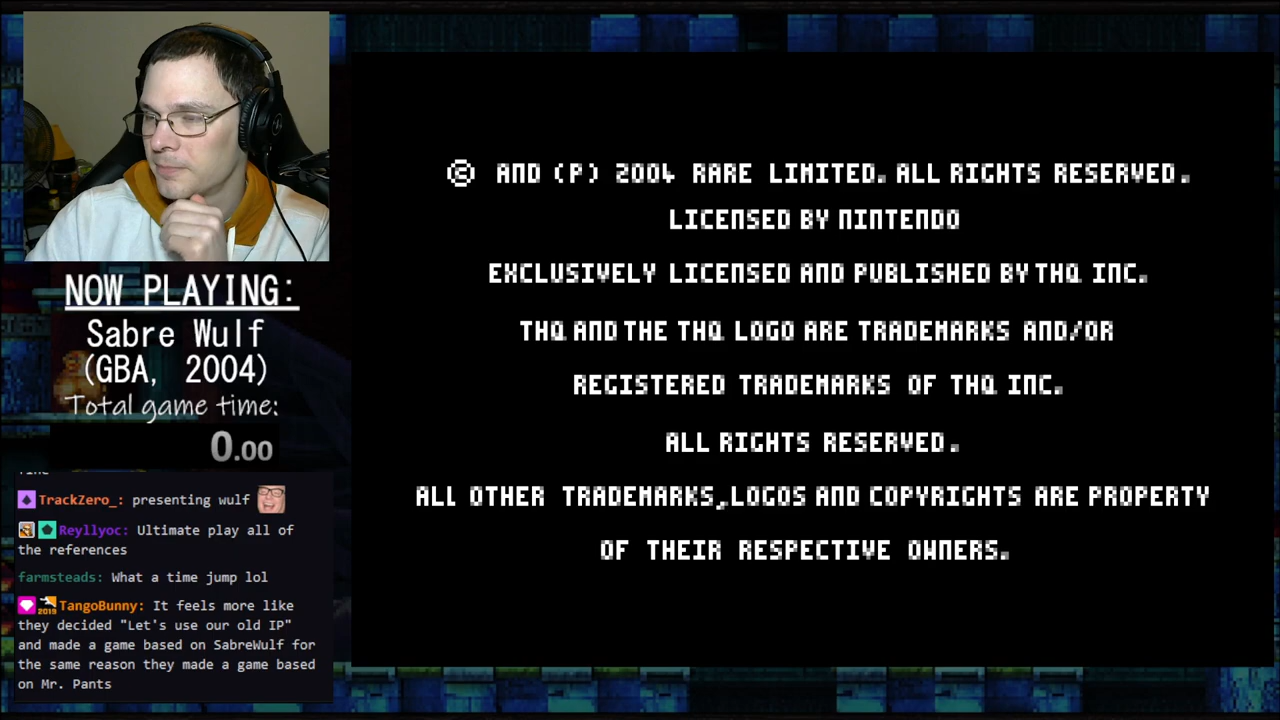 NOW PLAYING:
Sabre Wulf
(GBA, 2004)
Total game time:
0.00
TrackZero_: presenting wulf
Reyllyoc: Ultimate play all of
the references
farmsteads: What a time jump lol
2019 TangoBunny: It feels more like
they decided "Let's use our old IP"
and made a game based on SabreWulf for
the same reason they made a game based
on Mr. Pants
© AND (P) 2004 RARE LIMITED. ALL RIGHTS RESERVED.
LICENSED BY NINTENDO
EXCLUSIVELY LICENSED AND PUBLISHED BY THQ INC.
THQ AND THE THQ LOGO ARE TRADEMARKS AND/OR
REGISTERED TRADEMARKS OF THQ INC.
ALL RIGHTS RESERVED.
ALL OTHER TRADEMARKS,LOGOS AND COPYRIGHTS ARE PROPERTY
OF THEIR RESPECTIVE OWNERS.